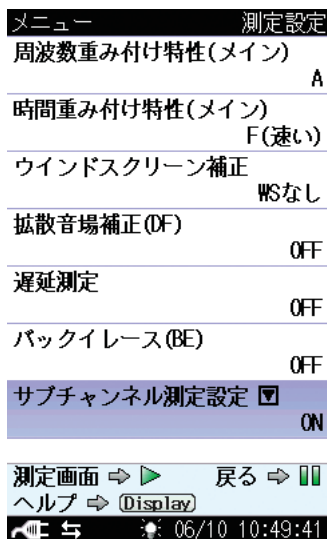 メニュー 測定設定
周波数重み付け特性(メイン)
A
時間重み付け特性(メイン)
F(速い)
ウインドスクリーン補正
WSなし
拡散音場補正(DF)
OFF
遅延測定
OFF
バックイレース(BE)
OFF
サブチャンネル測定設定 ▼
ON
測定画面 ⇨ ▷ 戻る ⇨ ▯▯
ヘルプ ⇨ Display
06/10 10:49:41